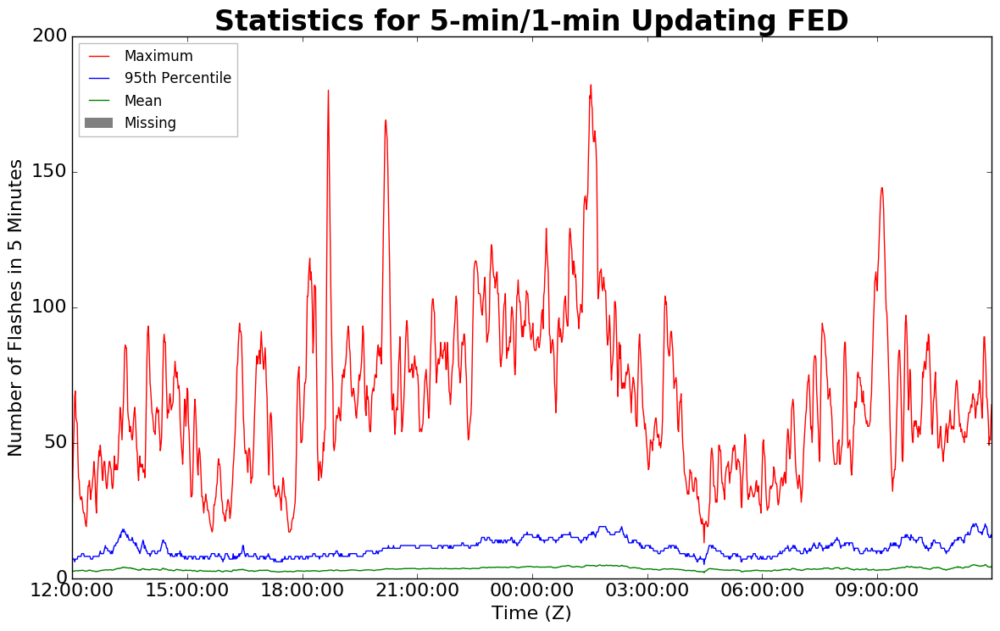 Statistics for 5-min/1-min Updating FED
Maximum
95th Percentile
Mean
Missing
Number of Flashes in 5 Minutes
200
150
100
50
0
12:00:00 15:00:00 18:00:00 21:00:00 00:00:00 03:00:00 06:00:00 09:00:00
Time (Z)